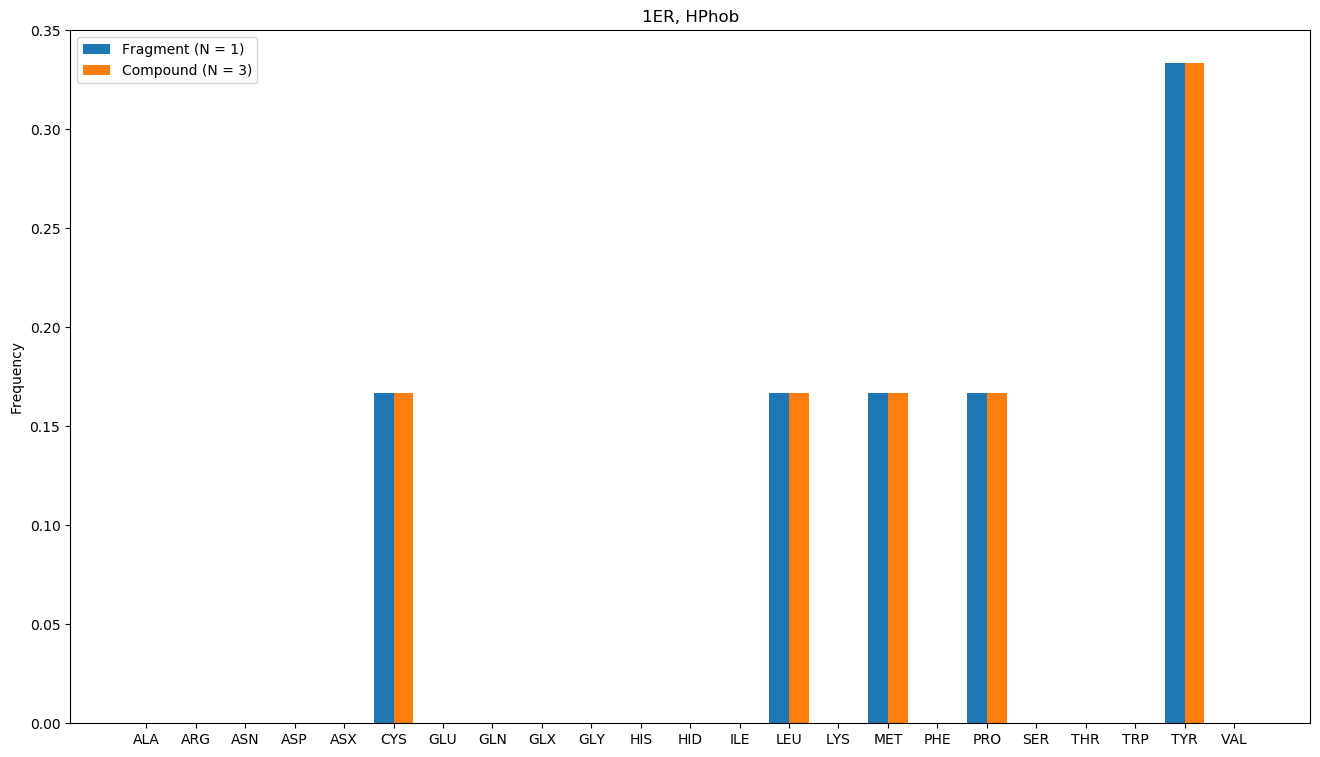 1ER, HPhob
Fragment (N = 1)
Compound (N = 3)
Frequency
0.35
0.30
0.25
0.20
0.15
0.10
0.05
0.00
ALA ARG ASN ASP ASX CYS GLU GLN GLX GLY HIS HID ILE LEU LYS MET PHE PRO SER THR TRP TYR VAL